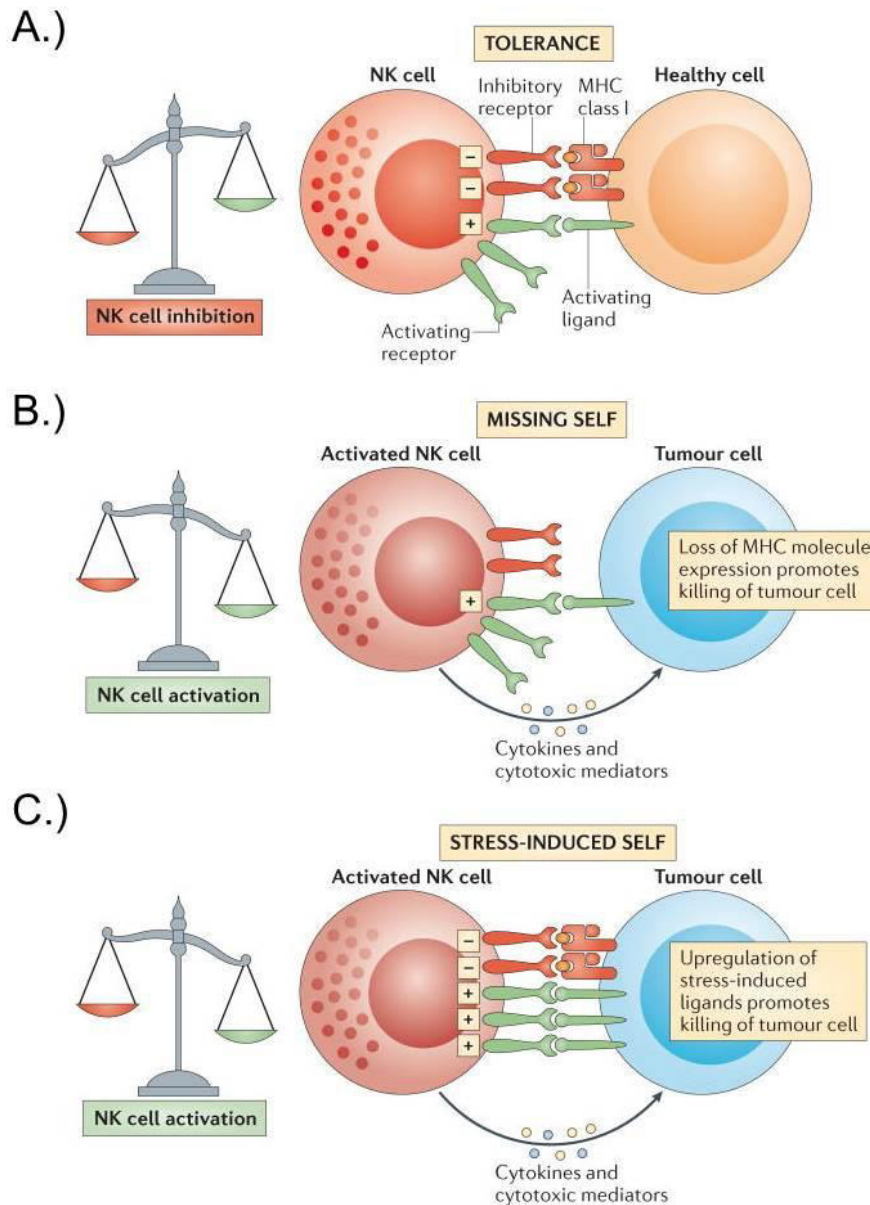 A.)
TOLERANCE
NK cell
Inhibitory
receptor
MHC
class I
Healthy cell
−
−
+
NK cell inhibition
Activating
receptor
Activating
ligand
B.)
MISSING SELF
Activated NK cell
Tumour cell
Loss of MHC molecule
expression promotes
killing of tumour cell
+
NK cell activation
Cytokines and
cytotoxic mediators
C.)
STRESS-INDUCED SELF
Activated NK cell
Tumour cell
−
−
+
+
+
Upregulation of
stress-induced
ligands promotes
killing of tumour cell
NK cell activation
Cytokines and
cytotoxic mediators